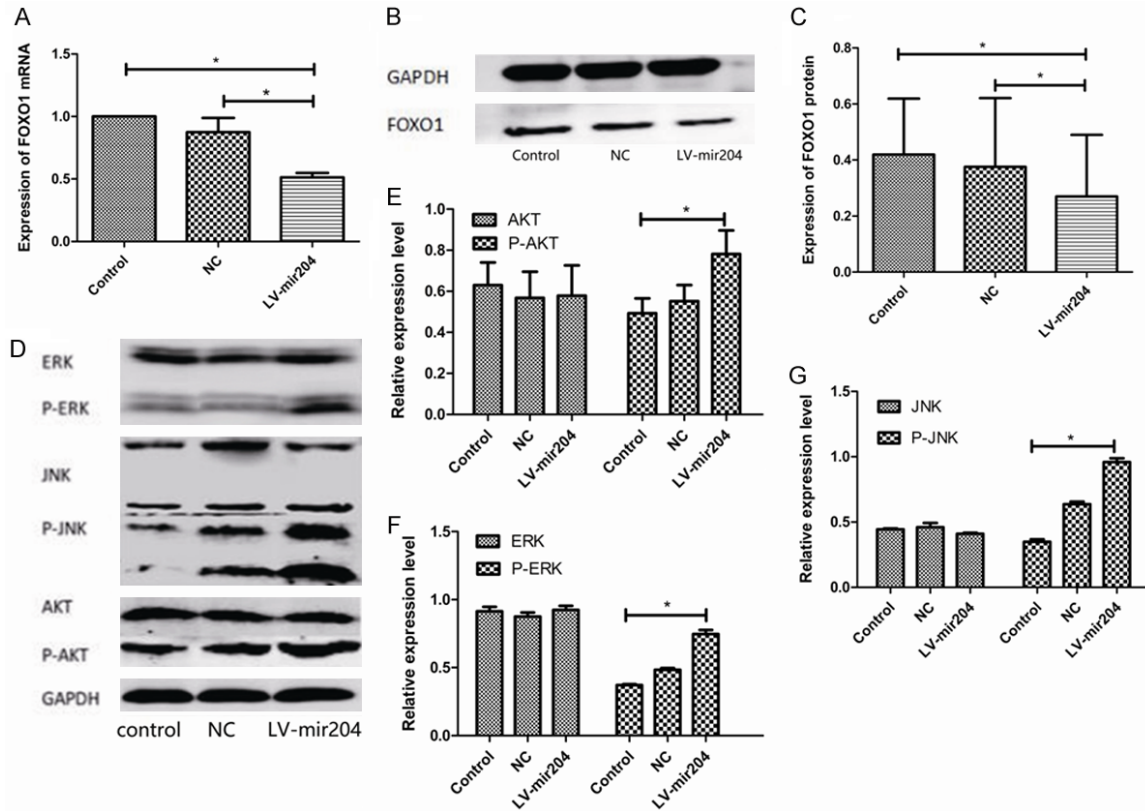 A
Expression of FOXO1 mRNA
1.5
1.0
0.5
0.0
*
*
Control
NC
LV-mir204
B
GAPDH
FOXO1
Control NC LV-mir204
C
Expression of FOXO1 protein
0.8
0.6
0.4
0.2
0.0
*
*
Control
NC
LV-mir204
D
ERK
P-ERK
JNK
P-JNK
AKT
P-AKT
GAPDH
control NC LV-mir204
E
Relative expression level
1.0
0.8
0.6
0.4
0.2
0.0
AKT
P-AKT
*
Control
NC
LV-mir204
Control
NC
LV-mir204
F
Relative expression level
1.5
1.0
0.5
0.0
ERK
P-ERK
*
Control
NC
LV-mir204
Control
NC
LV-mir204
G
Relative expression level
1.5
1.0
0.5
0.0
JNK
P-JNK
*
Control
NC
LV-mir204
Control
NC
LV-mir204